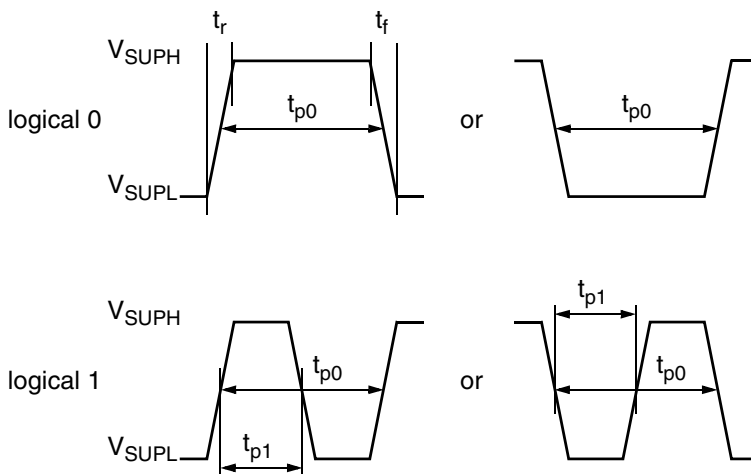 t_r t_f
V_SUPH
logical 0 t_p0 or t_p0
V_SUPL
t_p1
V_SUPH
logical 1 t_p0 or t_p0
V_SUPL t_p1